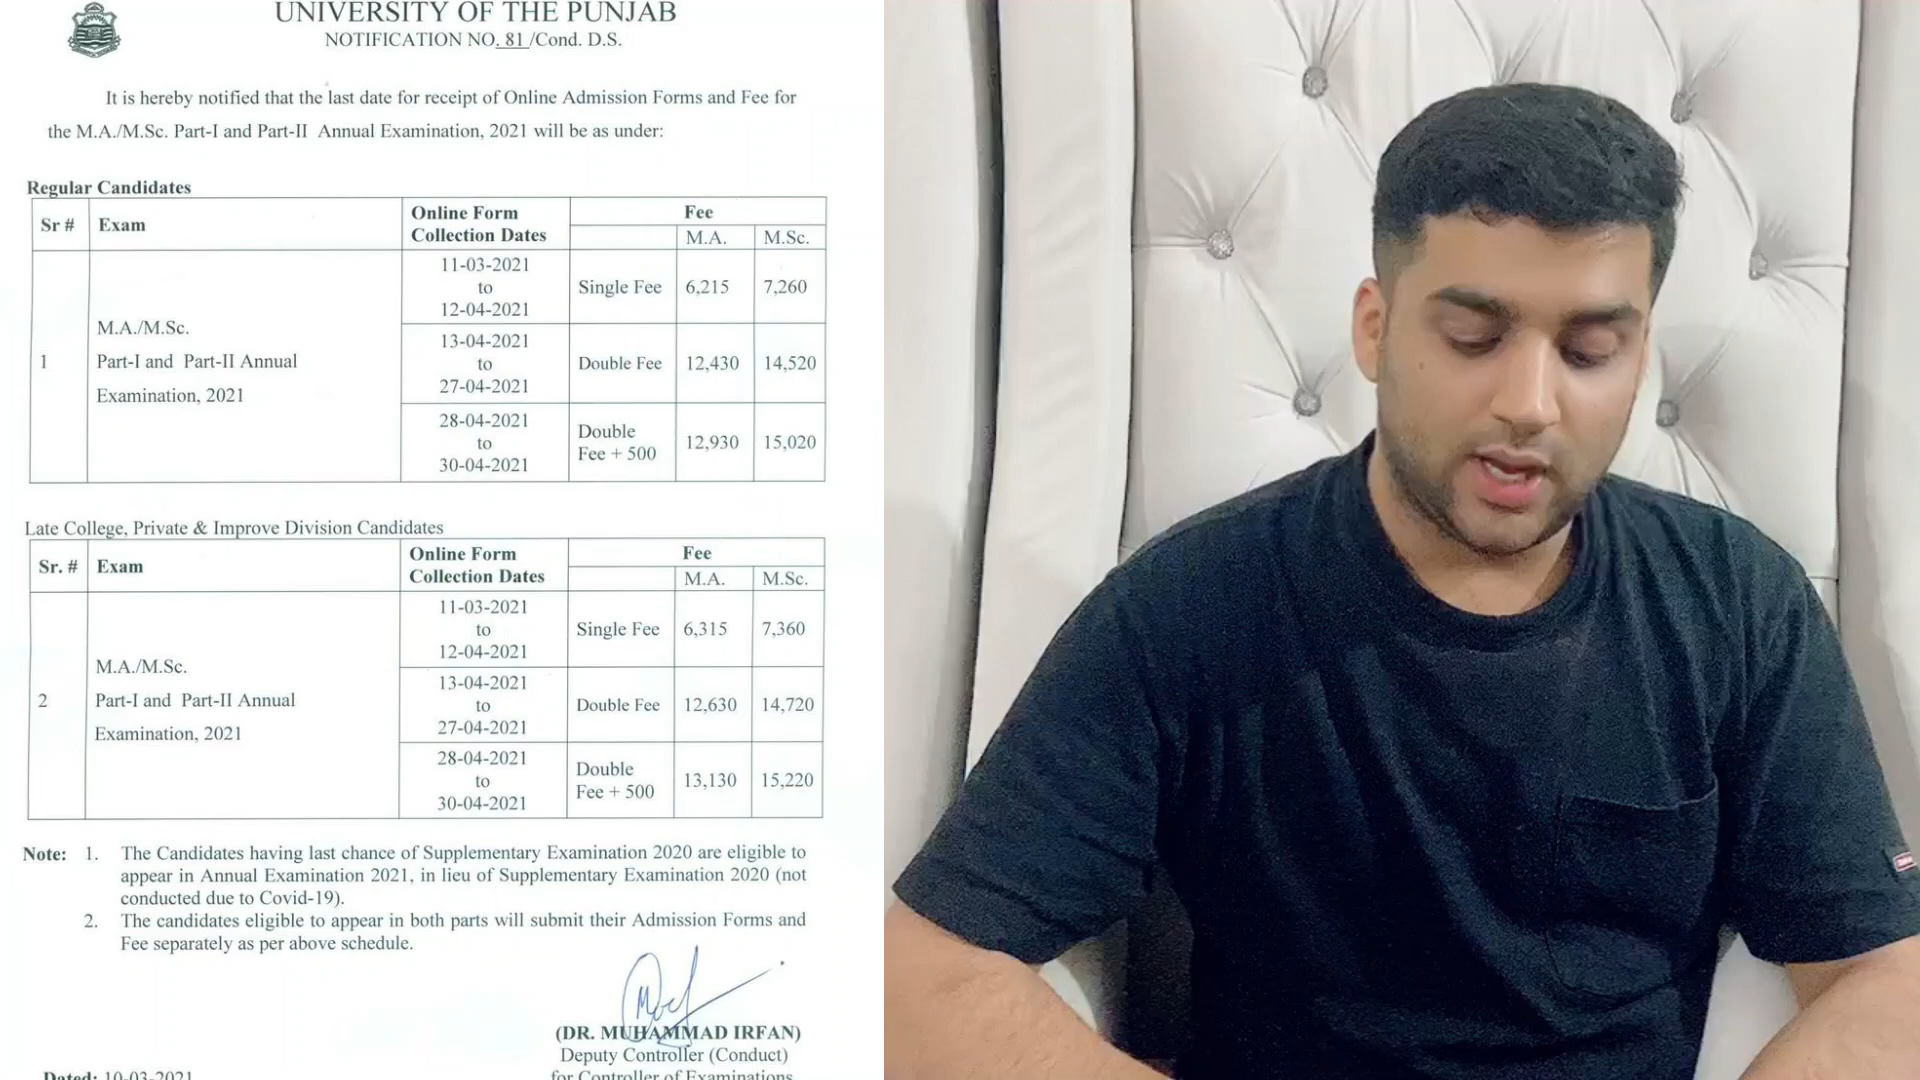 UNIVERSITY OF THE PUNJAB
NOTIFICATION NO. 81 /Cond. D.S.
It is hereby notified that the last date for receipt of Online Admission Forms and Fee for
the M.A./M.Sc. Part-I and Part-II Annual Examination, 2021 will be as under:
Regular Candidates
Sr # Exam Online Form Collection Dates Fee
M.A. M.Sc.
1 M.A./M.Sc. Part-I and Part-II Annual Examination, 2021
11-03-2021 to 12-04-2021 Single Fee 6,215 7,260
13-04-2021 to 27-04-2021 Double Fee 12,430 14,520
28-04-2021 to 30-04-2021 Double Fee + 500 12,930 15,020
Late College, Private & Improve Division Candidates
Sr. # Exam Online Form Collection Dates Fee
M.A. M.Sc.
2 M.A./M.Sc. Part-I and Part-II Annual Examination, 2021
11-03-2021 to 12-04-2021 Single Fee 6,315 7,360
13-04-2021 to 27-04-2021 Double Fee 12,630 14,720
28-04-2021 to 30-04-2021 Double Fee + 500 13,130 15,220
Note: 1. The Candidates having last chance of Supplementary Examination 2020 are eligible to
appear in Annual Examination 2021, in lieu of Supplementary Examination 2020 (not
conducted due to Covid-19).
2. The candidates eligible to appear in both parts will submit their Admission Forms and
Fee separately as per above schedule.
(DR. MUHAMMAD IRFAN)
Deputy Controller (Conduct)
for Controller of Examinations
Dated: 10-03-2021